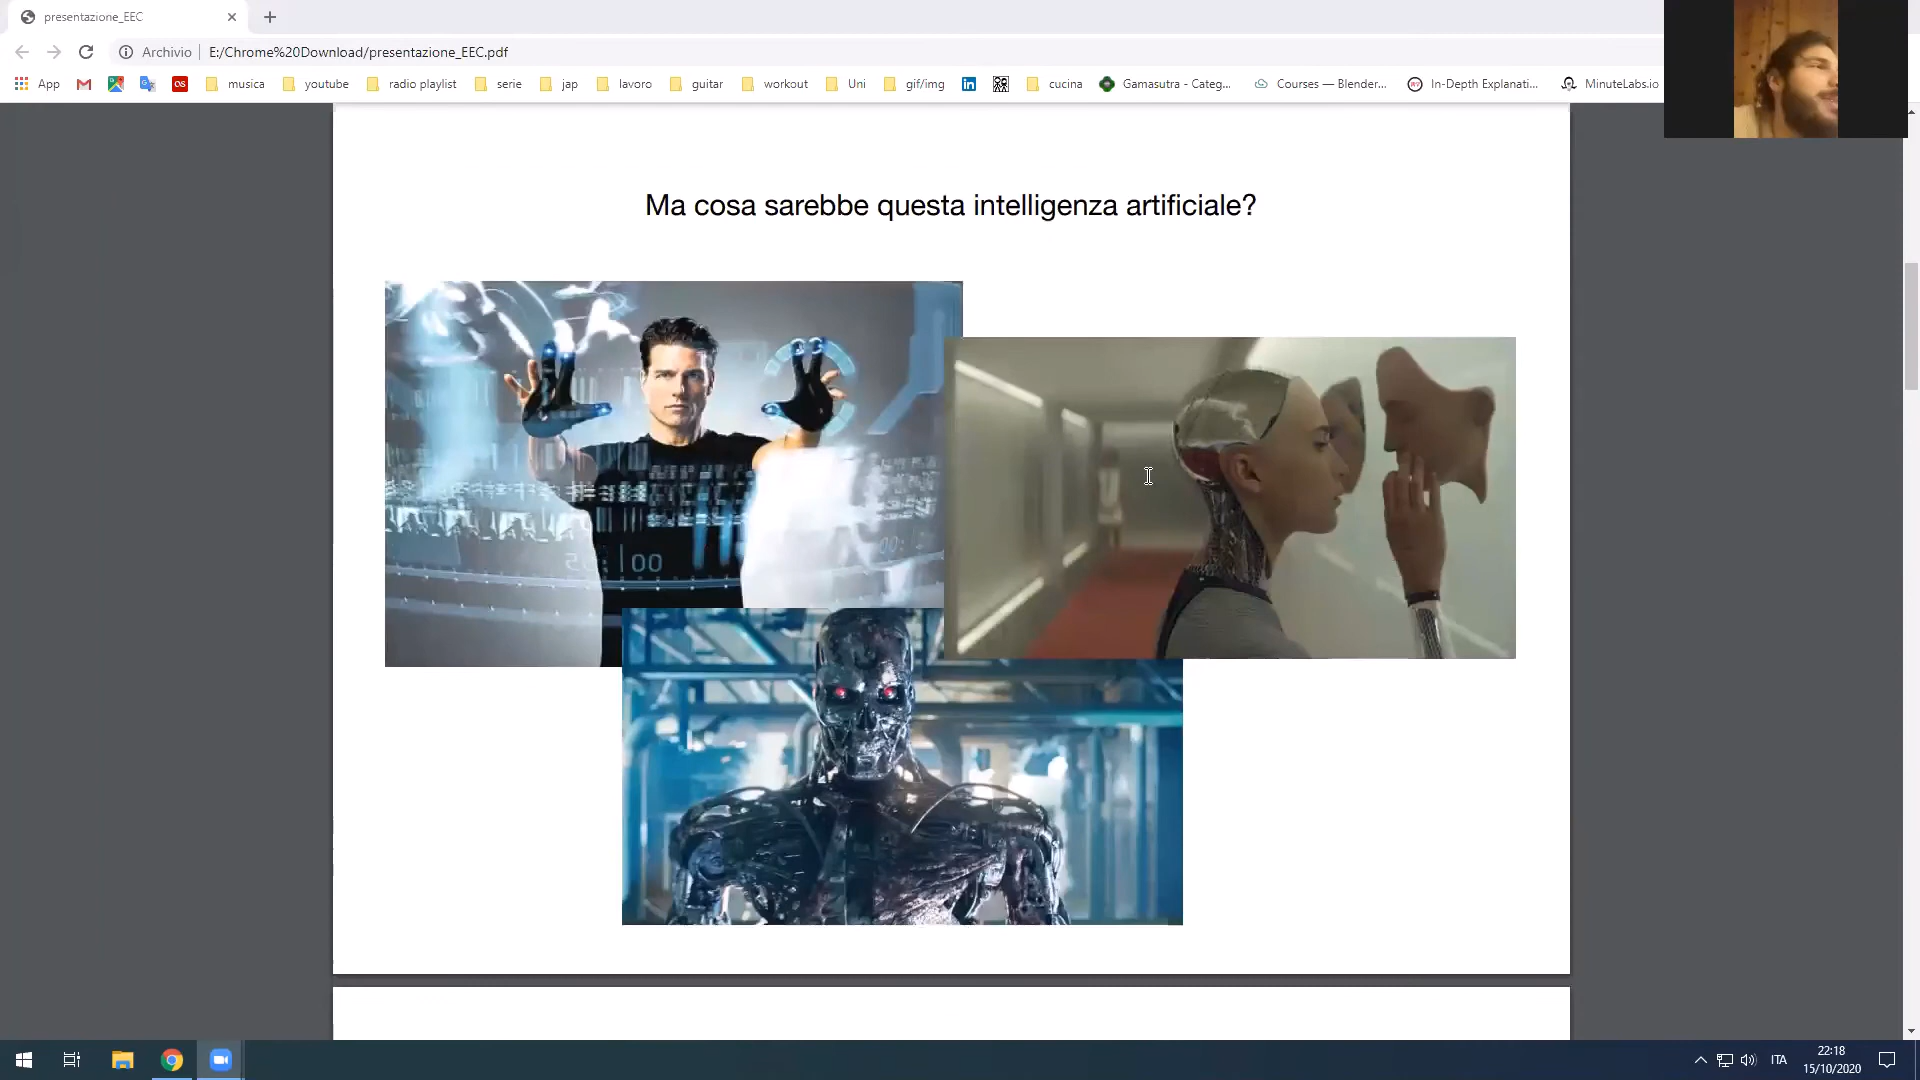 presentazione_EEC
Archivio E:/Chrome%20Download/presentazione_EEC.pdf
App musica youtube radio playlist serie jap lavoro guitar workout Uni gif/img cucina Gamasutra - Categ... Courses — Blender... In-Depth Explanati... MinuteLabs.io
Ma cosa sarebbe questa intelligenza artificiale?
ITA
22:18
15/10/2020